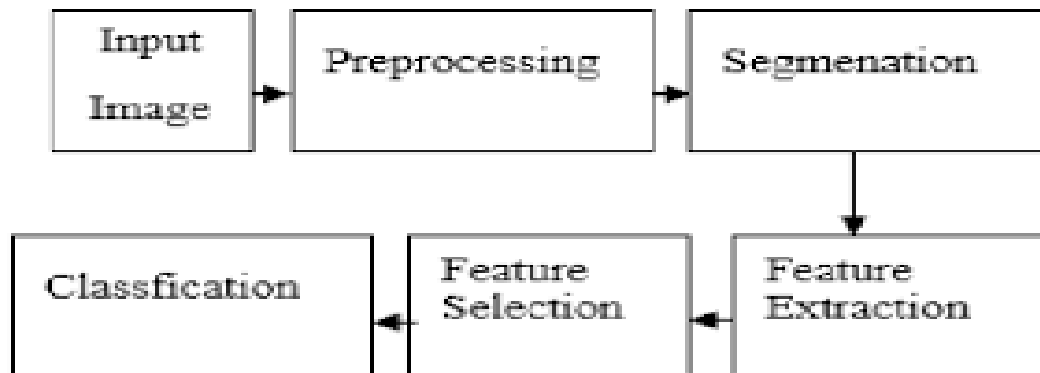 Input
Image
Preprocessing
Segmenation
Feature
Extraction
Feature
Selection
Classfication